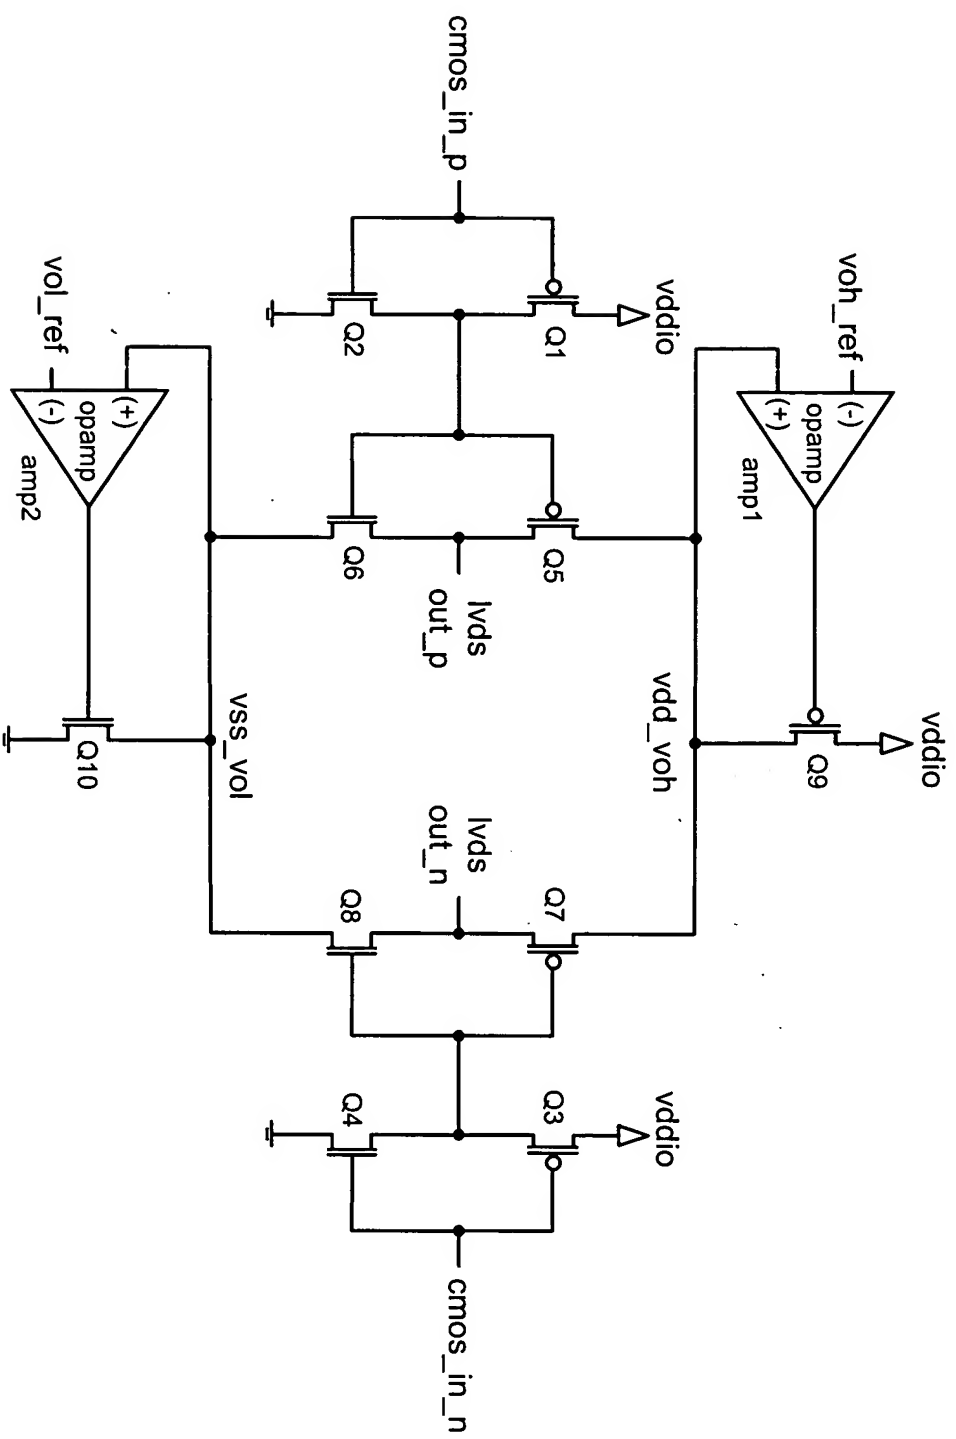 vddio
voh_ref
(-)
(+)
opamp
amp1
Q9
vddio
Q1
vdd_voh
Q5
Q7
vddio
Q3
cmos_in_p
lvds
out_p
lvds
out_n
cmos_in_n
Q2
Q6
Q8
Q4
vss_vol
vol_ref
(+)
(-)
opamp
amp2
Q10